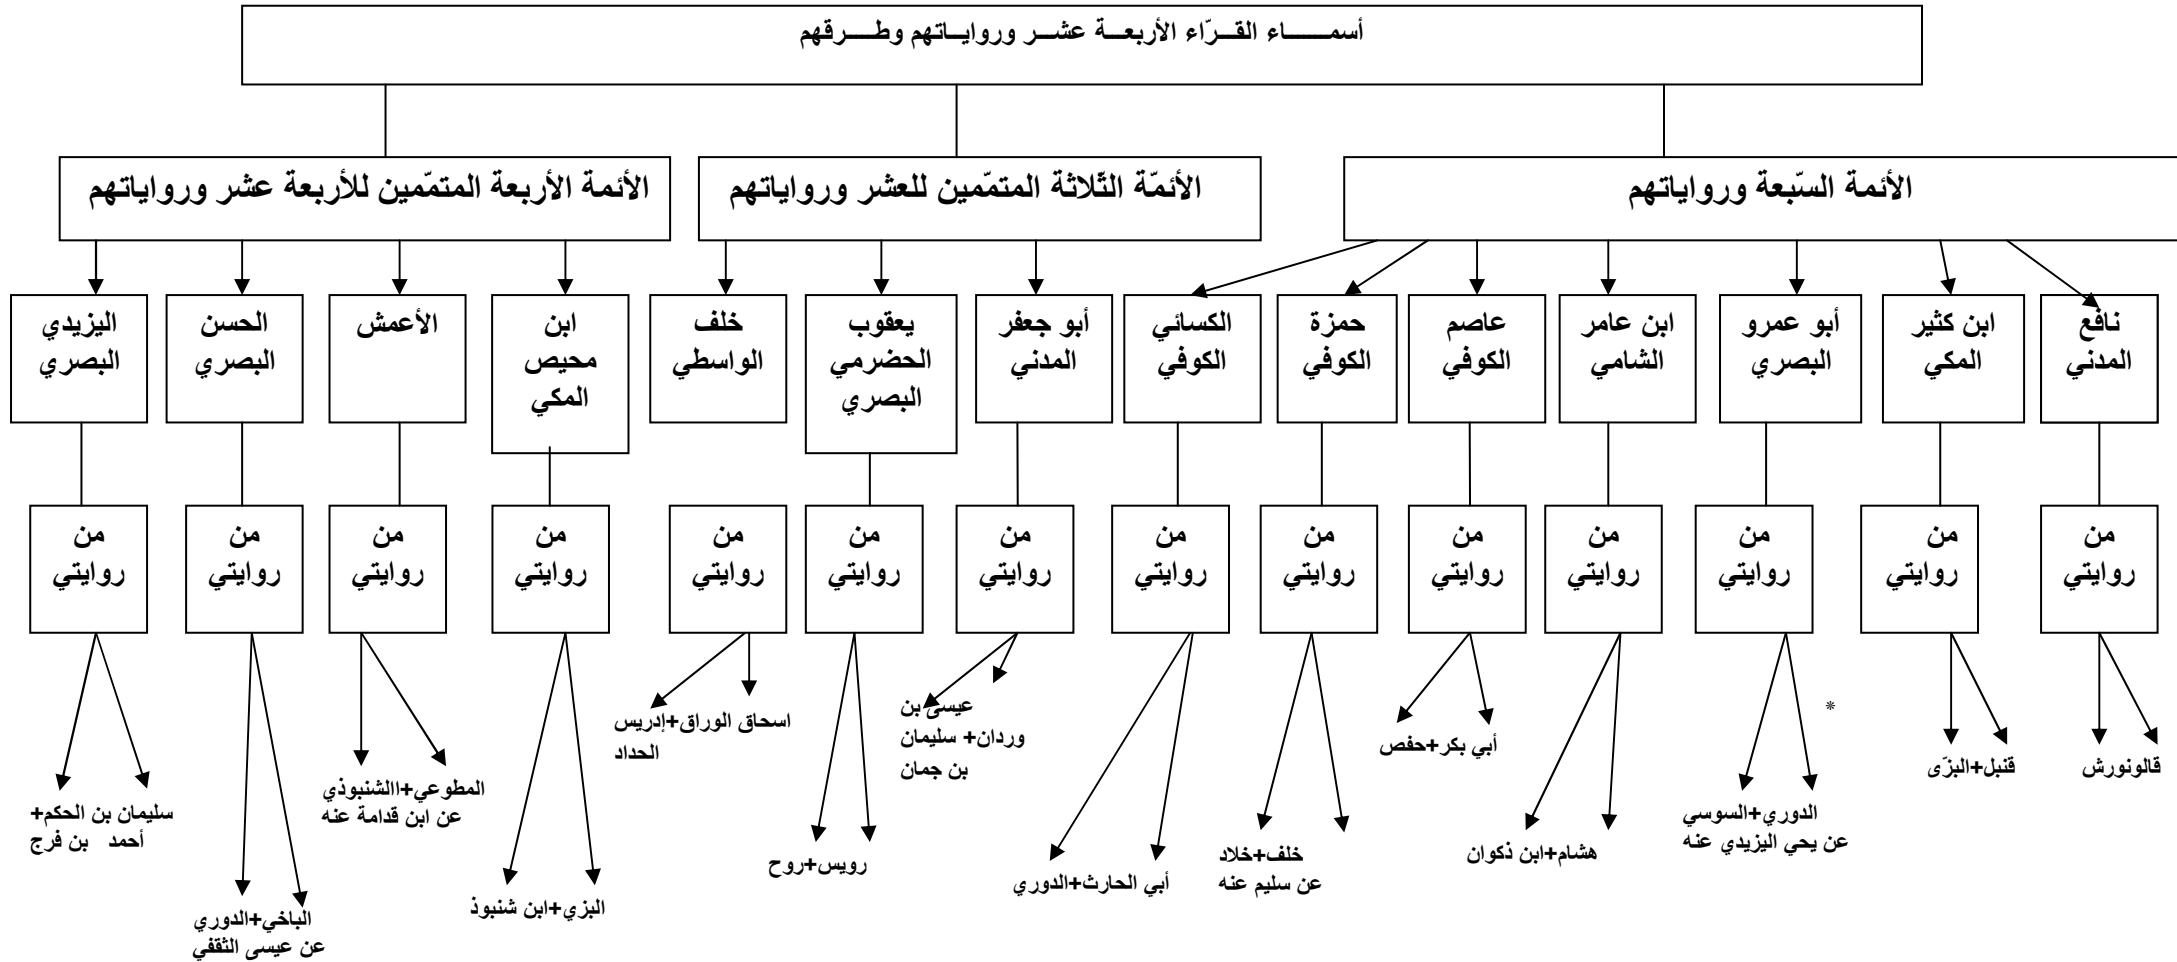 أسمـــــاء القـــرّاء الأربعـــة عشـــر وروايـــاتهم وطـــــرقهم
الأئمة السّبعة ورواياتهم
الأئمّة الثّلاثة المتمّمين للعشر ورواياتهم
الأئمة الأربعة المتمّمين للأربعة عشر ورواياتهم
نافع
المدني
ابن كثير
المكي
أبو عمرو
البصري
ابن عامر
الشامي
عاصم
الكوفي
حمزة
الكوفي
الكسائي
الكوفي
أبو جعفر
المدني
يعقوب
الحضرمي
البصري
خلف
الواسطي
ابن
محيص
المكي
الأعمش
الحسن
البصري
اليزيدي
البصري
من
روايتي
من
روايتي
من
روايتي
من
روايتي
من
روايتي
من
روايتي
من
روايتي
من
روايتي
من
روايتي
من
روايتي
من
روايتي
من
روايتي
من
روايتي
من
روايتي
قالونورش
قنبل+البزّى
*
الدوري+السوسي
عن يحي اليزيدي عنه
هشام+ابن ذكوان
أبي بكر+حفص
خلف+خلاد
عن سليم عنه
أبي الحارث+الدوري
عيسى بن
وردان+ سليمان
بن جمان
رويس+روح
اسحاق الوراق+إدريس
الحداد
البزي+ابن شنبوذ
المطوعي+االشنبوذي
عن ابن قدامة عنه
الباخي+الدوري
عن عيسى الثقفي
سليمان بن الحكم+
أحمد بن فرج